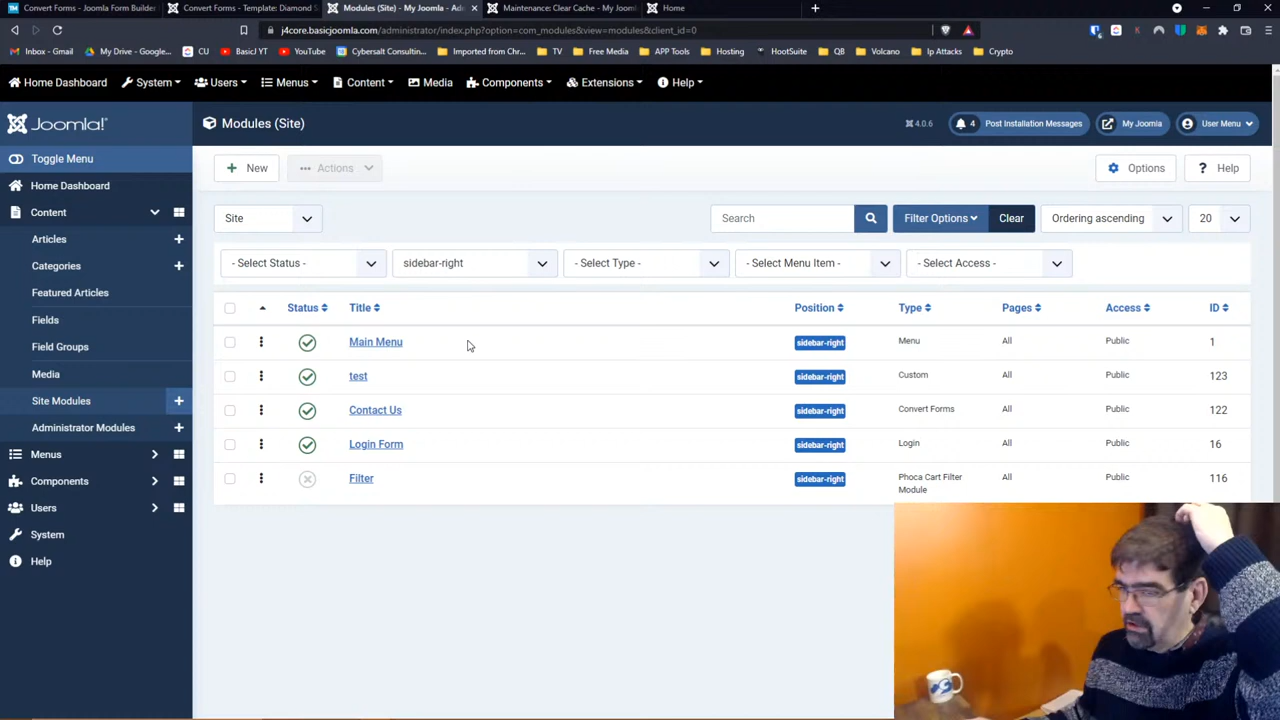 Convert Forms - Joomla Form Builder
Convert Forms - Template: Diamond S
Modules (Site) - My Joomla - Ad
Maintenance: Clear Cache - My Joom
Home
j4core.basicjoomla.com/administrator/index.php?option=com_modules&view=modules&client_id=0
Inbox - Gmail
My Drive - Google...
CU
BasicJ YT
YouTube
Cybersalt Consulting...
Imported from Chr...
TV
Free Media
APP Tools
Hosting
HootSuite
QB
Volcano
Ip Attacks
Crypto
Home Dashboard
System
Users
Menus
Content
Media
Components
Extensions
Help
Joomla!
Modules (Site)
4.0.6
4 Post Installation Messages
My Joomla
User Menu
Toggle Menu
Home Dashboard
Content
Articles
Categories
Featured Articles
Fields
Field Groups
Media
Site Modules
Administrator Modules
Menus
Components
Users
System
Help
New
Actions
Options
? Help
Site
Search
Filter Options
Clear
Ordering ascending
20
- Select Status -
sidebar-right
- Select Type -
- Select Menu Item -
- Select Access -
Status Title Position Type Pages Access ID
Main Menu sidebar-right Menu All Public 1
test sidebar-right Custom All Public 123
Contact Us sidebar-right Convert Forms All Public 122
Login Form sidebar-right Login All Public 16
Filter sidebar-right Phoca Cart Filter Module All Public 116